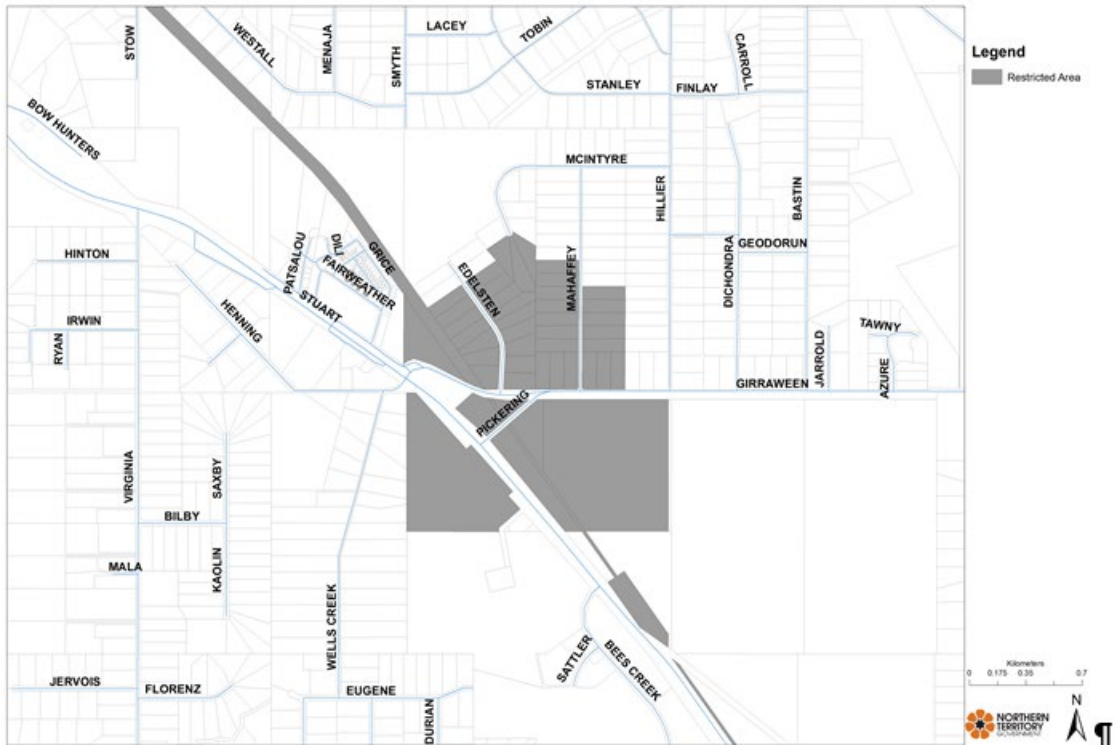 STOW
WESTALL
MENAJA
SMYTH
LACEY
TOBIN
STANLEY
FINLAY
CARROLL
Legend
Restricted Area
BOW HUNTERS
MCINTYRE
HILLIER
BASTIN
HINTON
PATSALOU
DILI
GRICE
FAIRWEATHER
EDELSTEN
MAHAFFEY
DICHONDRA
GEODORUN
IRWIN
RYAN
HENNING
STUART
TAWNY
JARROLD
AZURE
GIRRAWEEN
PICKERING
VIRGINIA
SAXBY
BILBY
MALA
KAOLIN
WELLS CREEK
SATTLER
BEES CREEK
JERVOIS
FLORENZ
EUGENE
DURIAN
Kilometers
0 0.175 0.35 0.7
N
NORTHERN
TERRITORY
GOVERNMENT
¶